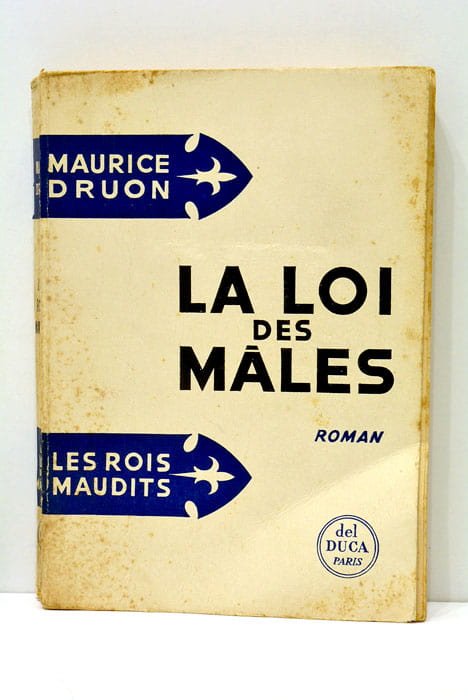 MAURICE
DRUON
LA LOI
DES
MÂLES
ROMAN
LES ROIS
MAUDITS
del
DUCA
PARIS